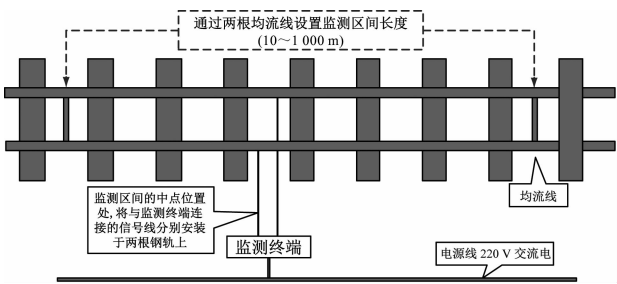 通过两根均流线设置监测区间长度
(10～1 000 m)
监测区间的中点位置
处,将与监测终端连
接的信号线分别安装
于两根钢轨上
均流线
监测终端
电源线 220 V 交流电